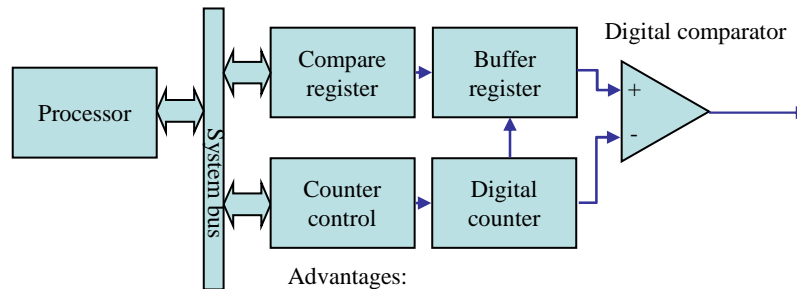 Digital comparator
Processor
System bus
Compare
register
Buffer
register
+
-
Counter
control
Digital
counter
Advantages: